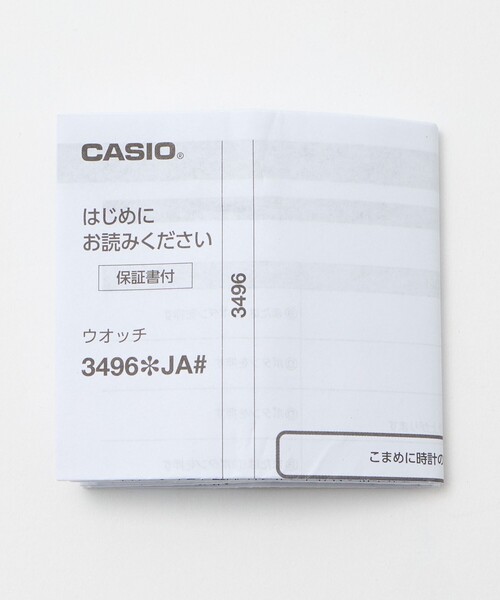 CASIO®
はじめに
お読みください
保証書付
ウオッチ
3496✻JA#
3496
こまめに時計の